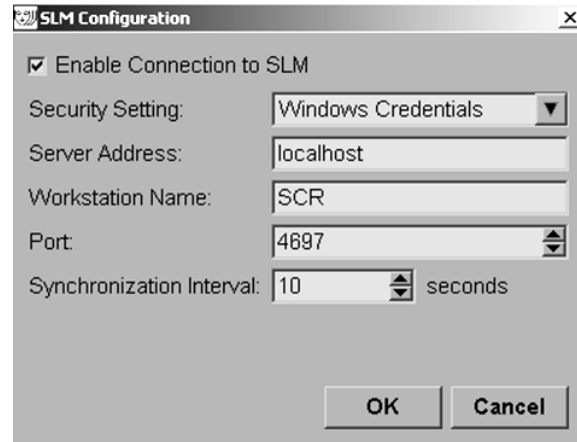 SLM Configuration
Enable Connection to SLM
Security Setting: Windows Credentials
Server Address: localhost
Workstation Name: SCR
Port: 4697
Synchronization Interval: 10 seconds
OK Cancel